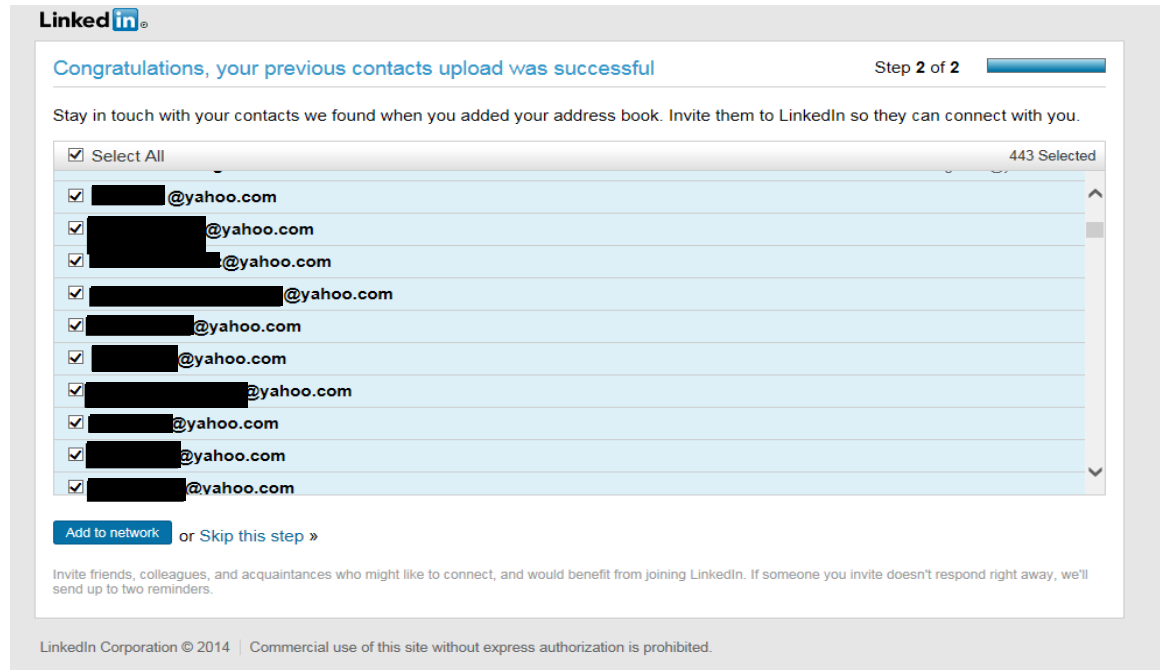 Linked in ®
Congratulations, your previous contacts upload was successful
Step 2 of 2
Stay in touch with your contacts we found when you added your address book. Invite them to LinkedIn so they can connect with you.
Select All
443 Selected
@yahoo.com
@yahoo.com
@yahoo.com
@yahoo.com
@yahoo.com
@yahoo.com
@yahoo.com
@yahoo.com
@yahoo.com
@yahoo.com
Add to network or Skip this step »
Invite friends, colleagues, and acquaintances who might like to connect, and would benefit from joining LinkedIn. If someone you invite doesn't respond right away, we'll
send up to two reminders.
LinkedIn Corporation © 2014 | Commercial use of this site without express authorization is prohibited.